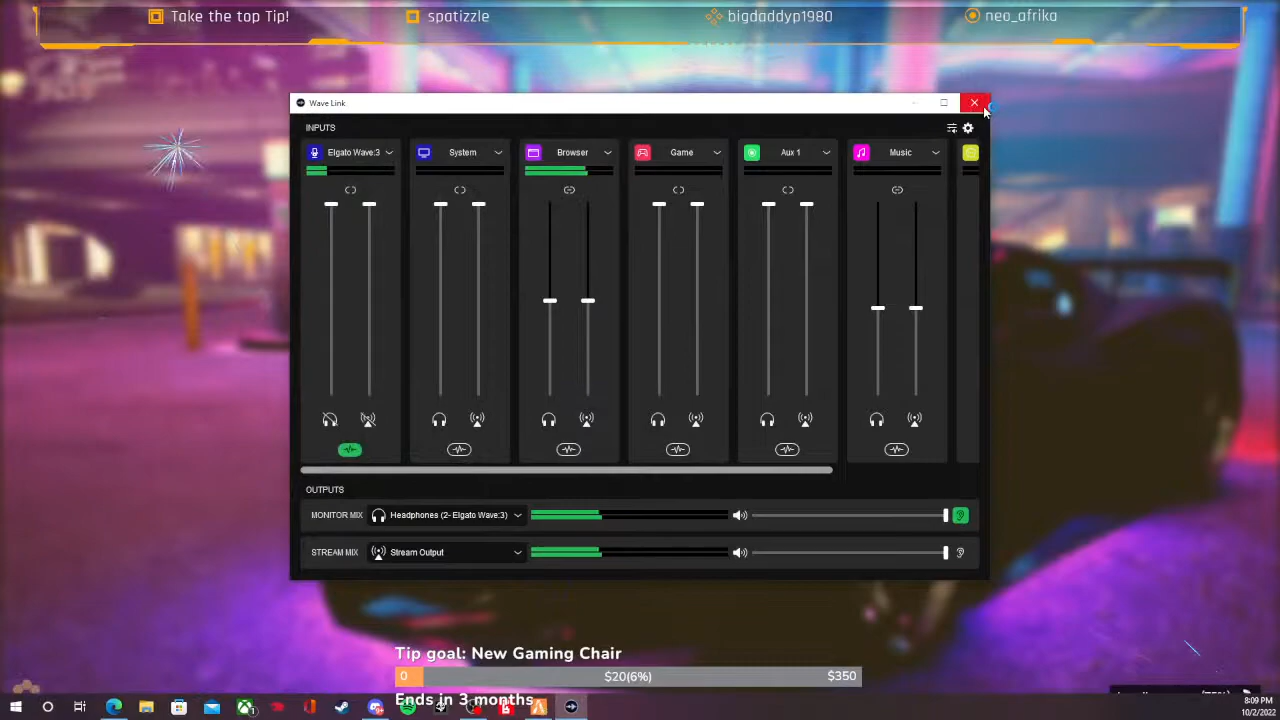 Take the top Tip! spatizzle bigdaddyp1980 neo_afrika
Wave Link
INPUTS
Elgato Wave:3 System Browser Game Aux 1 Music
OUTPUTS
MONITOR MIX Headphones (2- Elgato Wave:3)
STREAM MIX Stream Output
Tip goal: New Gaming Chair
0 $20(6%) $350
Ends in 3 months
8:09 PM
10/2/2022